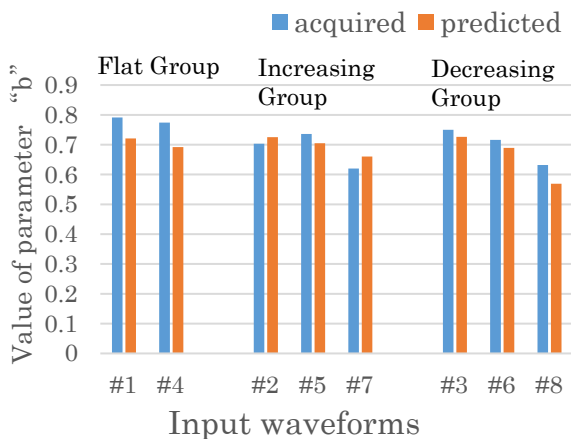 acquired predicted
Flat Group
Increasing
Group
Decreasing
Group
Value of parameter “b”
0.9
0.8
0.7
0.6
0.5
0.4
0.3
0.2
0.1
0
#1 #4 #2 #5 #7 #3 #6 #8
Input waveforms